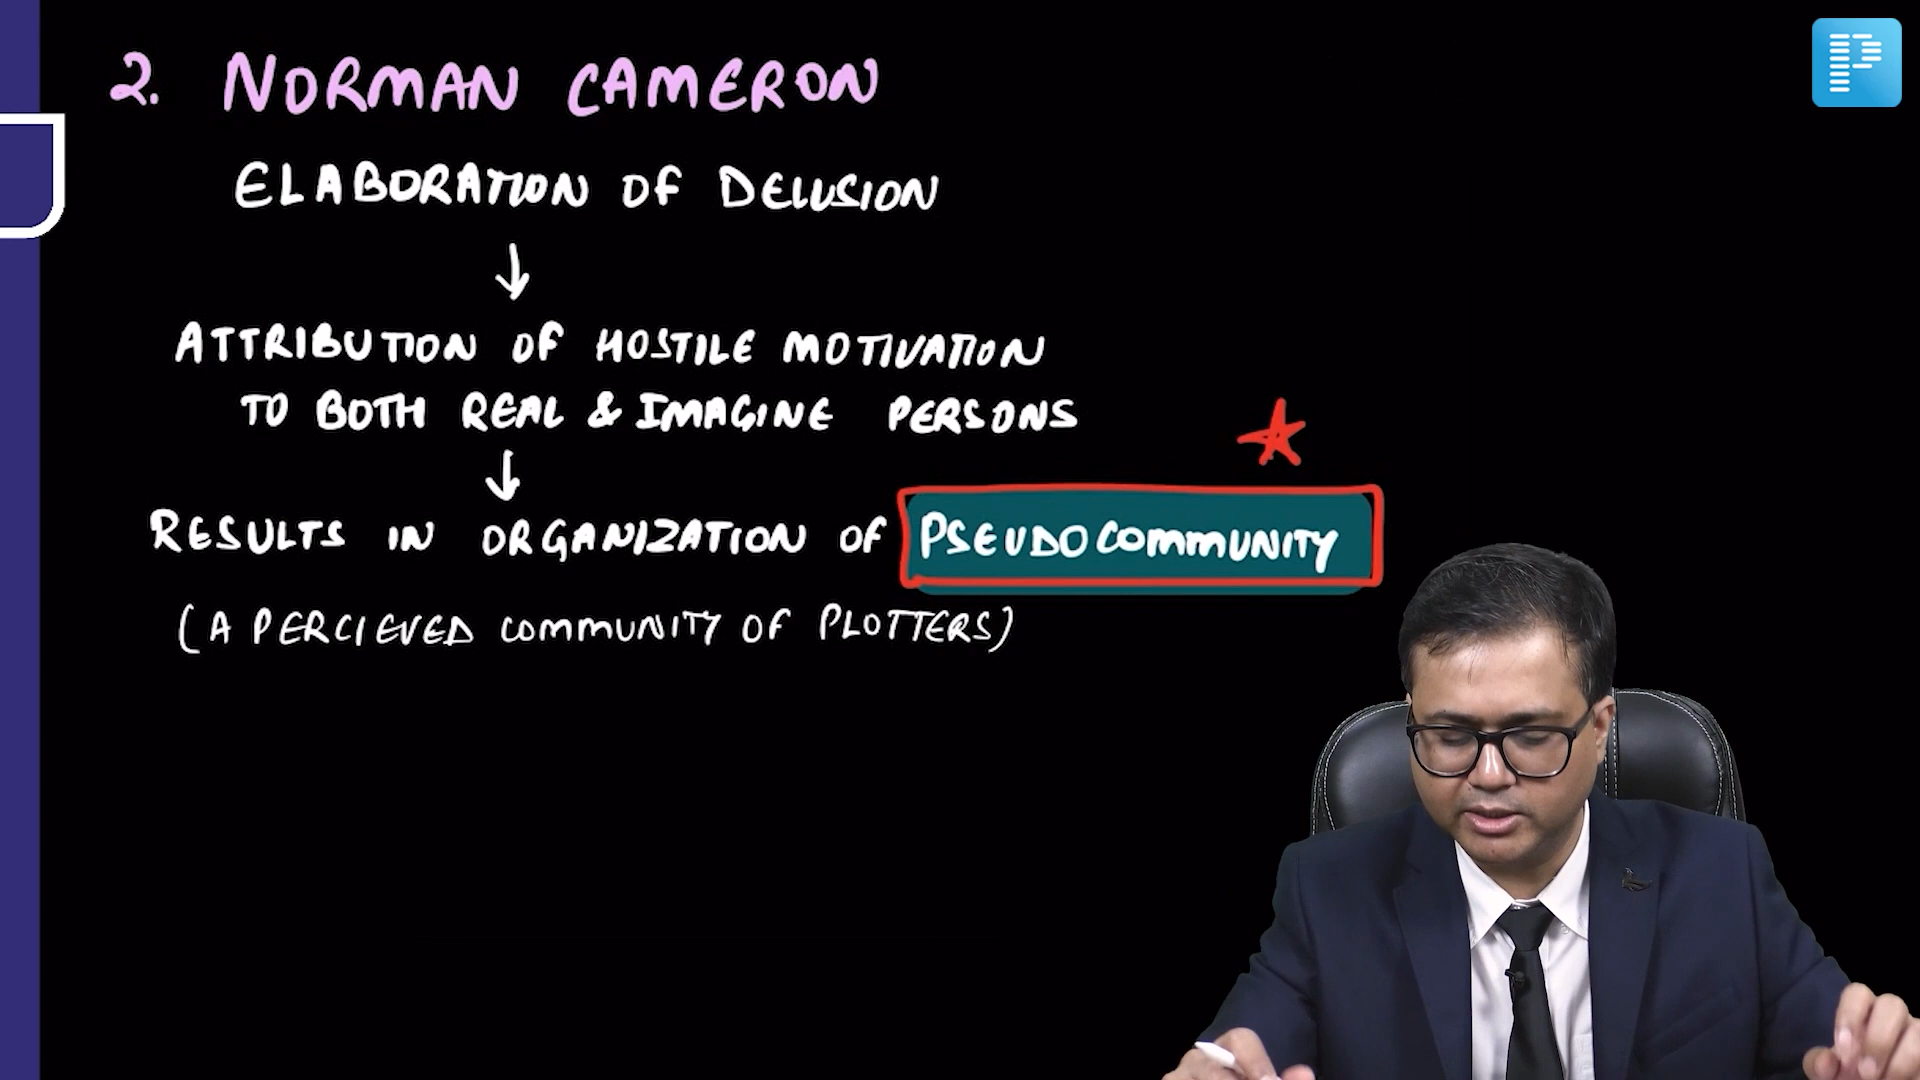 2. NORMAN CAMERON
ELABORATION OF DELUSION
↓
ATTRIBUTION OF HOSTILE MOTIVATION
TO BOTH REAL & IMAGINE PERSONS
↓
RESULTS IN ORGANIZATION OF PSEUDOCOMMUNITY
(A PERCIEVED COMMUNITY OF PLOTTERS)